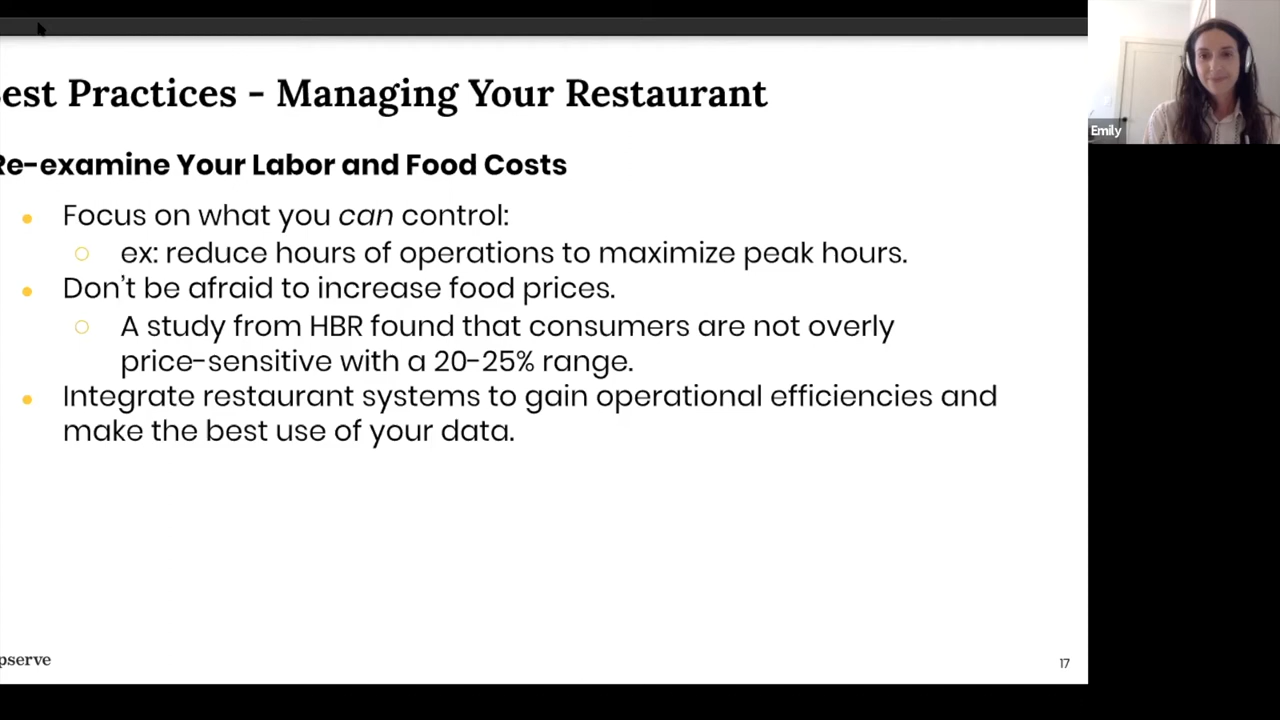 est Practices - Managing Your Restaurant
Re-examine Your Labor and Food Costs
Focus on what you can control:
ex: reduce hours of operations to maximize peak hours.
Don't be afraid to increase food prices.
A study from HBR found that consumers are not overly
price-sensitive with a 20-25% range.
Integrate restaurant systems to gain operational efficiencies and
make the best use of your data.
pserve
17
Emily